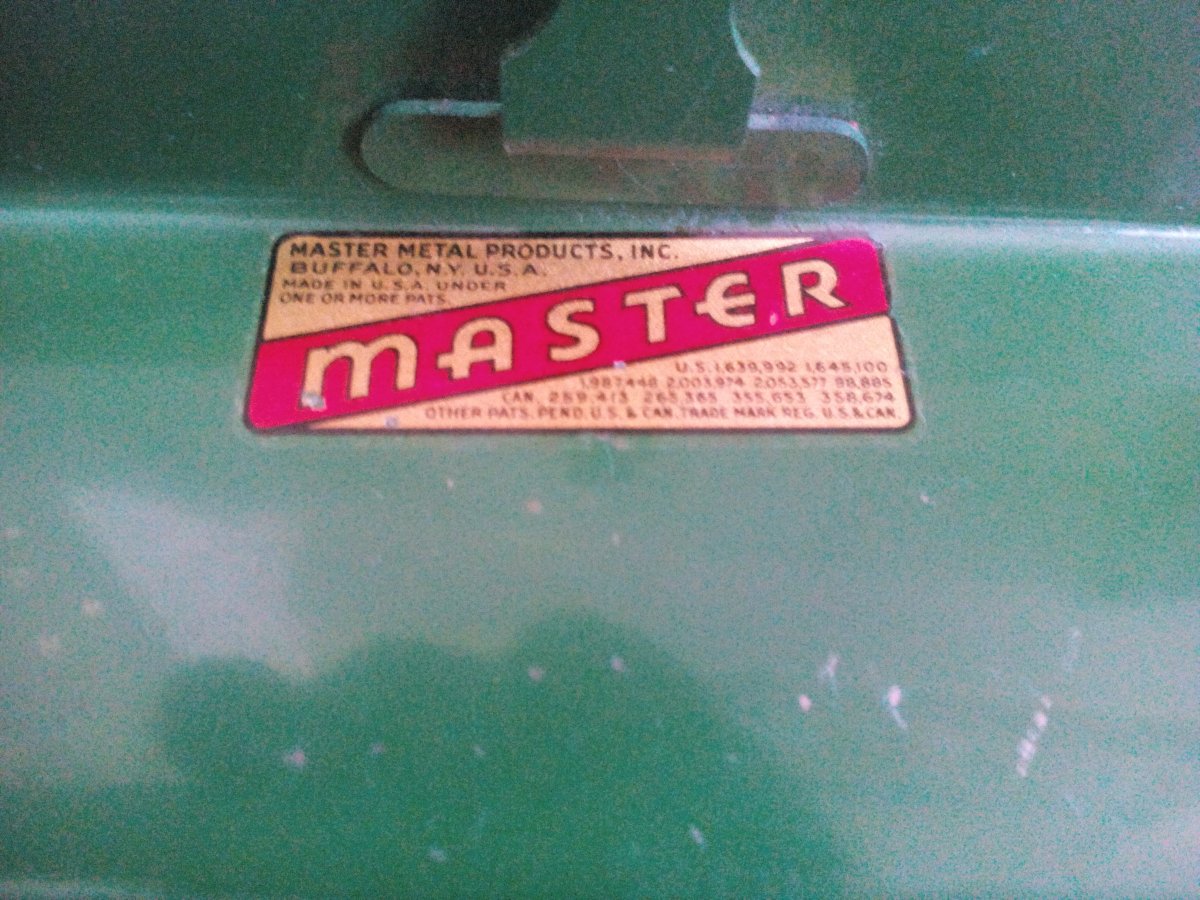 MASTER METAL PRODUCTS, INC.
BUFFALO, N.Y. U.S.A.
MADE IN U.S.A. UNDER
ONE OR MORE PATS.
MASTER
U.S. 1,639,992 1,645,100
1,987,448 2,003,974 2,053,577 98,885
CAN. 259,413 265,365 355,653 358,674
OTHER PATS. PEND. U.S. & CAN. TRADE MARK REG. U.S.&CAN.